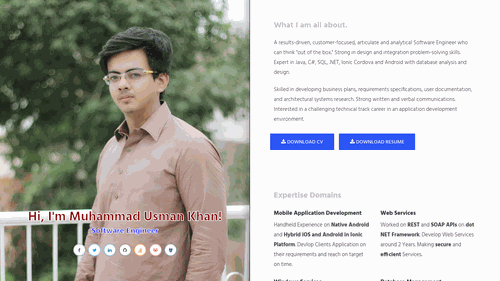 Hi, I'm Muhammad Usman Khan!
Software Engineer
What I am all about.
A results-driven, customer-focused, articulate and analytical Software Engineer who
can think "out of the box." Strong in design and integration problem-solving skills.
Expert in Java, C#, SQL, .NET, Ionic Cordova and Android with database analysis and
design.
Skilled in developing business plans, requirements specifications, user documentation,
and architectural systems research. Strong written and verbal communications.
Interested in a challenging technical track career in an application development
environment.
DOWNLOAD CV
DOWNLOAD RESUME
Expertise Domains
Mobile Application Development
Handheld Experience on Native Android
and Hybrid IOS and Android in Ionic
Platform. Devlop Clients Application on
their requirements and reach on target
on time.
Web Services
Worked on REST and SOAP APIs on dot
NET Framework. Develop Web Services
around 2 Years. Making secure and
efficient Services.